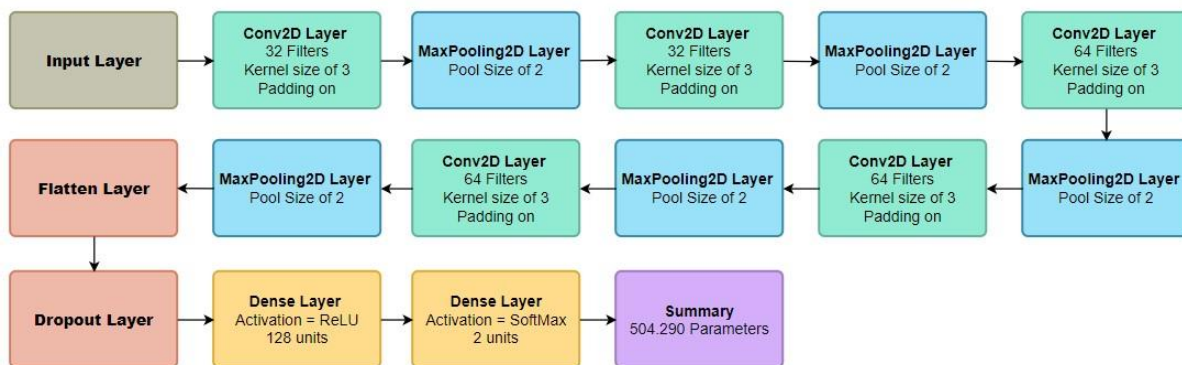 Input Layer
Conv2D Layer
32 Filters
Kernel size of 3
Padding on
MaxPooling2D Layer
Pool Size of 2
Conv2D Layer
32 Filters
Kernel size of 3
Padding on
MaxPooling2D Layer
Pool Size of 2
Conv2D Layer
64 Filters
Kernel size of 3
Padding on
MaxPooling2D Layer
Pool Size of 2
Conv2D Layer
64 Filters
Kernel size of 3
Padding on
MaxPooling2D Layer
Pool Size of 2
Conv2D Layer
64 Filters
Kernel size of 3
Padding on
MaxPooling2D Layer
Pool Size of 2
Flatten Layer
Dropout Layer
Dense Layer
Activation = ReLU
128 units
Dense Layer
Activation = SoftMax
2 units
Summary
504.290 Parameters